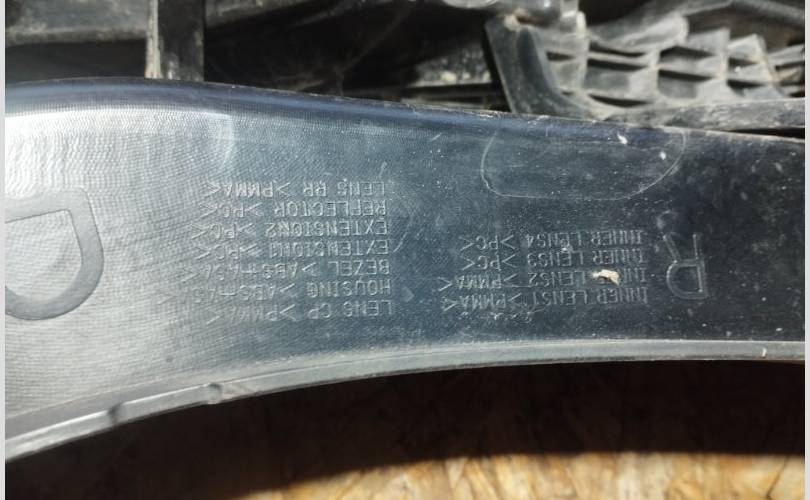 R
INNER LENS1 >PMMA<
INNER LENS2 >PMMA<
INNER LENS3 >PC<
INNER LENS4 >PC<
LENS CP >PMMA<
HOUSING >ABS+ASA<
BEZEL >ABS+ASA<
EXTENSION1 >PC<
EXTENSION2 >PC<
REFLECTOR >PC<
LENS RR >PMMA<